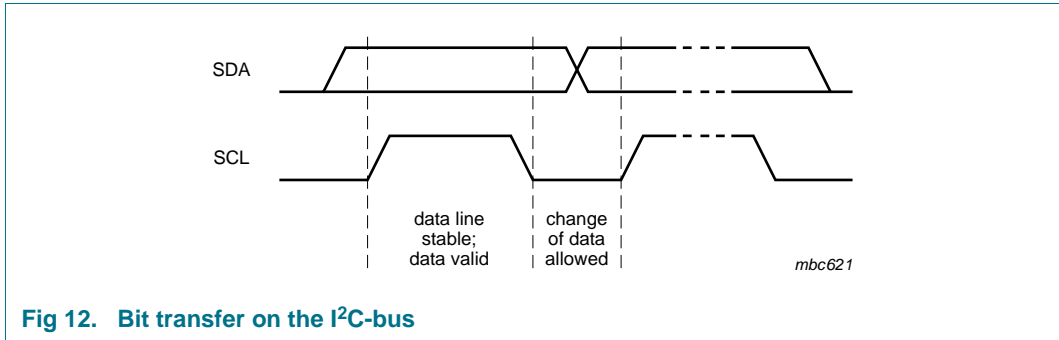 SDA
SCL
data line
stable;
data valid
change
of data
allowed
mbc621
Fig 12. Bit transfer on the I²C-bus